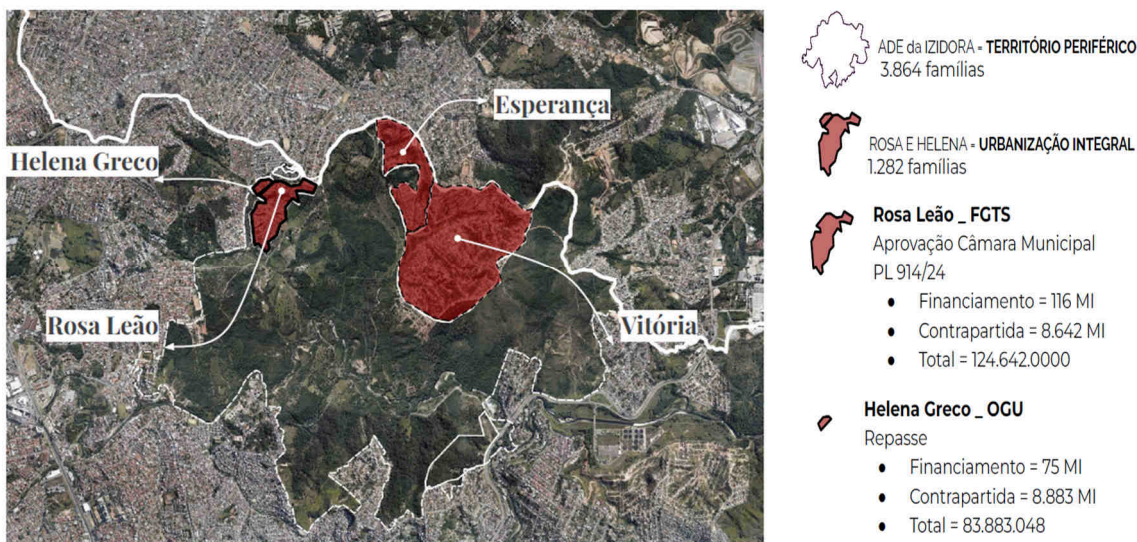 Esperança
Helena Greco
Rosa Leão
Vitória
ADE da IZIDORA = TERRITÓRIO PERIFÉRICO
3.864 famílias
ROSA E HELENA = URBANIZAÇÃO INTEGRAL
1.282 famílias
Rosa Leão _ FGTS
Aprovação Câmara Municipal
PL 914/24
• Financiamento = 116 MI
• Contrapartida = 8.642 MI
• Total = 124.642.0000
Helena Greco _ OGU
Repasse
• Financiamento = 75 MI
• Contrapartida = 8.883 MI
• Total = 83.883.048